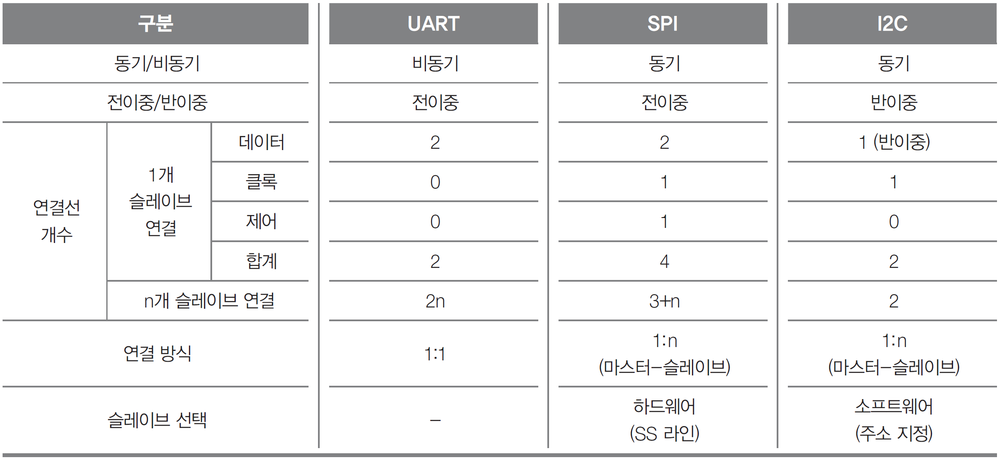 구분 UART SPI I2C
동기/비동기 비동기 동기 동기
전이중/반이중 전이중 전이중 반이중
연결선
개수
1개
슬레이브
연결
데이터 2 2 1 (반이중)
클록 0 1 1
제어 0 1 0
합계 2 4 2
n개 슬레이브 연결 2n 3+n 2
연결 방식 1:1
1:n
(마스터-슬레이브)
1:n
(마스터-슬레이브)
슬레이브 선택 -
하드웨어
(SS 라인)
소프트웨어
(주소 지정)